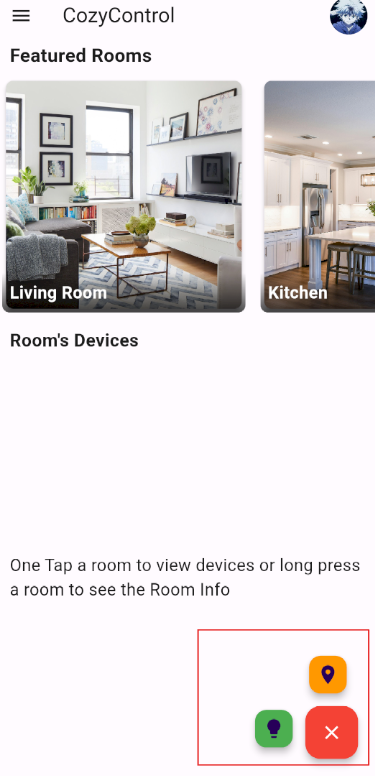 CozyControl
Featured Rooms
Living Room
Kitchen
Room's Devices
One Tap a room to view devices or long press
a room to see the Room Info